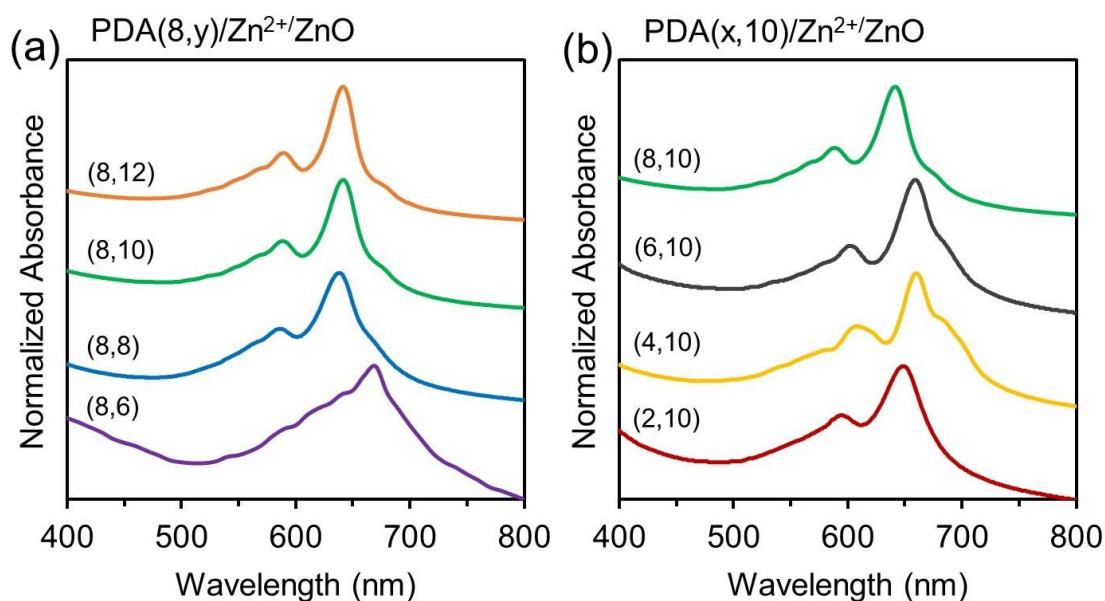 (a) PDA(8,y)/Zn²⁺/ZnO
(8,12)
(8,10)
(8,8)
(8,6)
Normalized Absorbance
400 500 600 700 800
Wavelength (nm)
(b) PDA(x,10)/Zn²⁺/ZnO
(8,10)
(6,10)
(4,10)
(2,10)
Normalized Absorbance
400 500 600 700 800
Wavelength (nm)